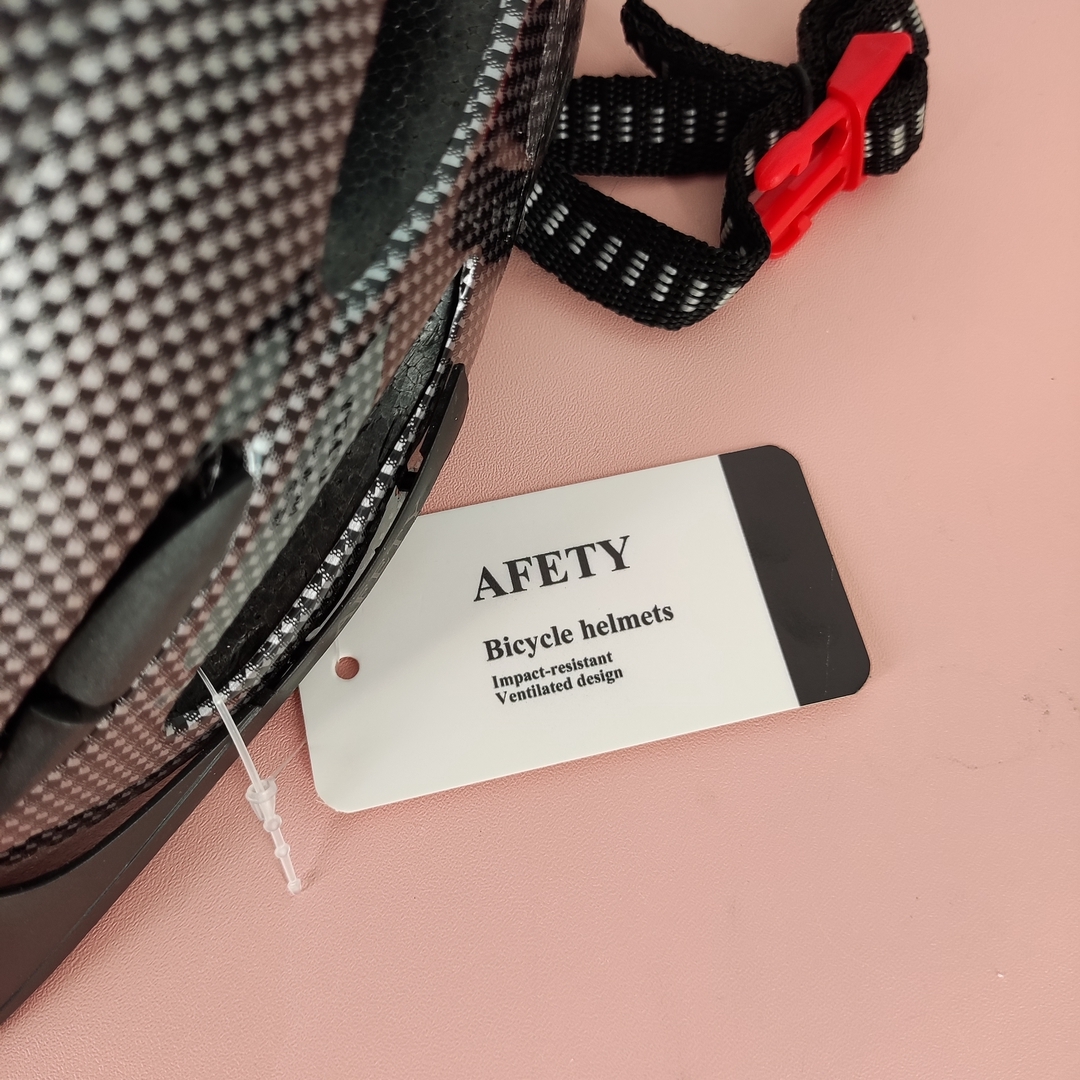 AFETY
Bicycle helmets
Impact-resistant
Ventilated design